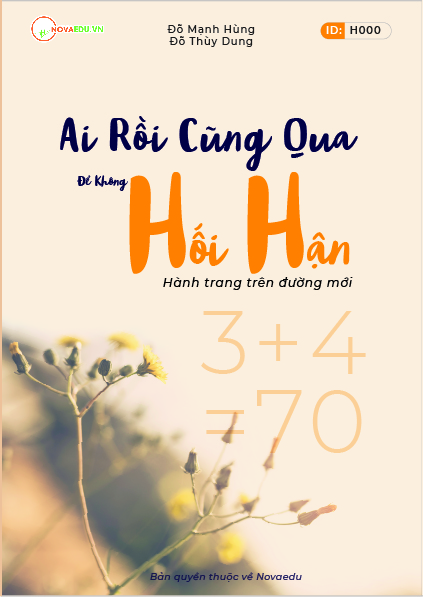 NOVAEDU.VN
Đỗ Mạnh Hùng
Đỗ Thùy Dung
ID: H000
Ai Rồi Cũng Qua
Để Không
Hối Hận
Hành trang trên đường mới
3+4
=70
Bản quyền thuộc về Novaedu